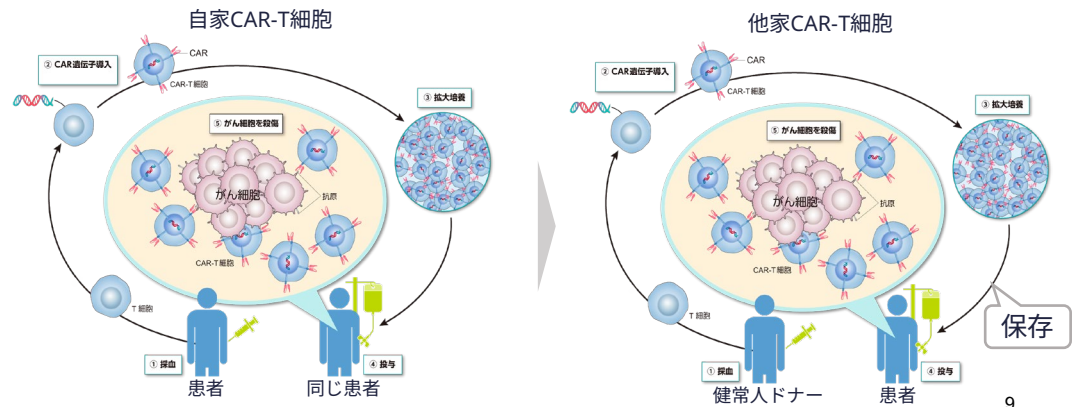 自家CAR-T細胞
② CAR遺伝子導入
CAR
CAR-T細胞
③ 拡大培養
⑤ がん細胞を殺傷
がん細胞
抗原
CAR-T細胞
T 細胞
① 採血
④ 投与
患者
同じ患者
他家CAR-T細胞
② CAR遺伝子導入
CAR
CAR-T細胞
③ 拡大培養
⑤ がん細胞を殺傷
がん細胞
抗原
CAR-T細胞
T 細胞
保存
① 採血
④ 投与
健常人ドナー
患者
9